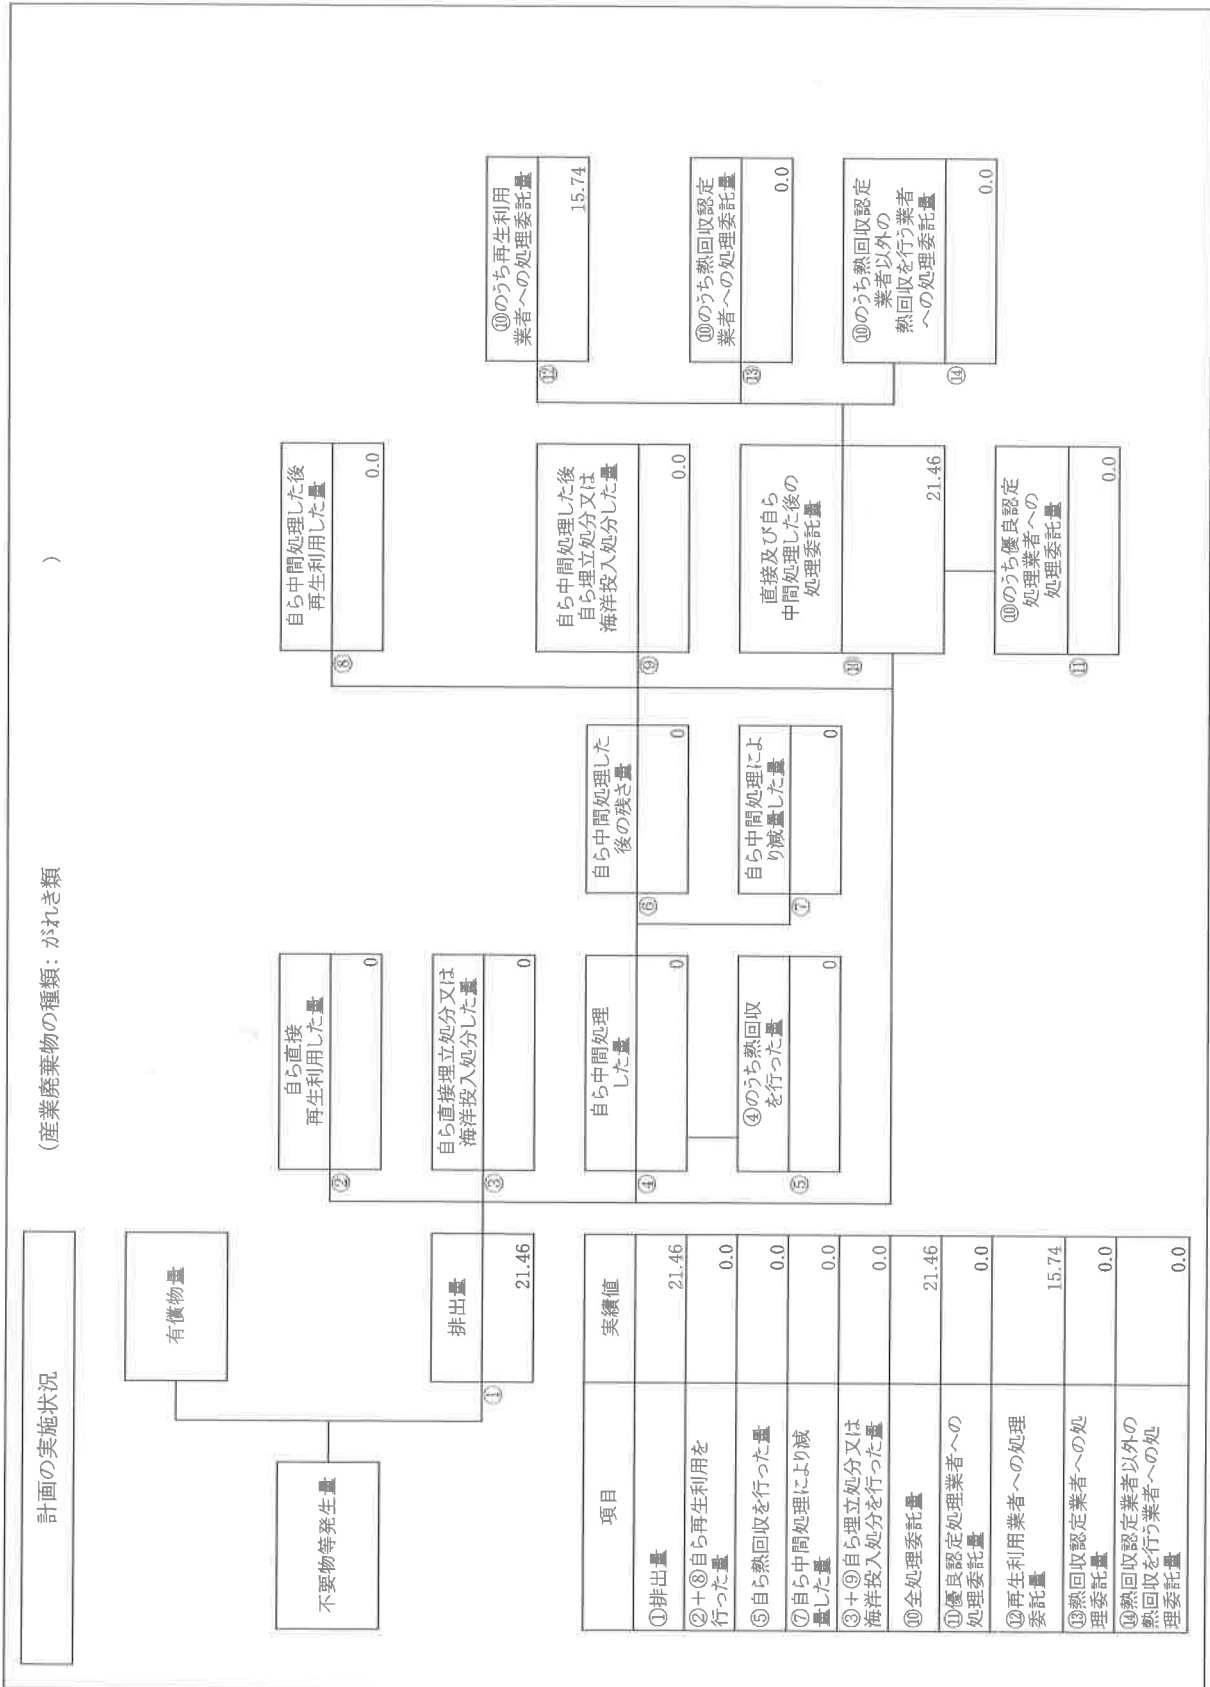 計画の実施状況
(産業廃棄物の種類：がれき類
)
不要物等発生量
有償物量
①
排出量
21.46
②
自ら直接
再生利用した量
0
③
自ら直接埋立処分又は
海洋投入処分した量
0
④
自ら中間処理
した量
0
⑤
④のうち熱回収
を行った量
0
⑥
自ら中間処理した
後の残さ量
0
⑦
自ら中間処理によ
り減量した量
0
⑧
自ら中間処理した後
再生利用した量
0.0
⑨
自ら中間処理した後
自ら埋立処分又は
海洋投入処分した量
0.0
⑩
直接及び自ら
中間処理した後の
処理委託量
21.46
⑪
⑩のうち優良認定
処理業者への
処理委託量
0.0
⑫
⑩のうち再生利用
業者への処理委託量
15.74
⑬
⑩のうち熱回収認定
業者への処理委託量
0.0
⑭
⑩のうち熱回収認定
業者以外の
熱回収を行う業者
への処理委託量
0.0
項目
実績値
①排出量
21.46
②+⑧自ら再生利用を
行った量
0.0
⑤自ら熱回収を行った量
0.0
⑦自ら中間処理により減
量した量
0.0
③+⑨自ら埋立処分又は
海洋投入処分を行った量
0.0
⑩全処理委託量
21.46
⑪優良認定処理業者への
処理委託量
0.0
⑫再生利用業者への処理
委託量
15.74
⑬熱回収認定業者への処
理委託量
0.0
⑭熱回収認定業者以外の
熱回収を行う業者への処
理委託量
0.0